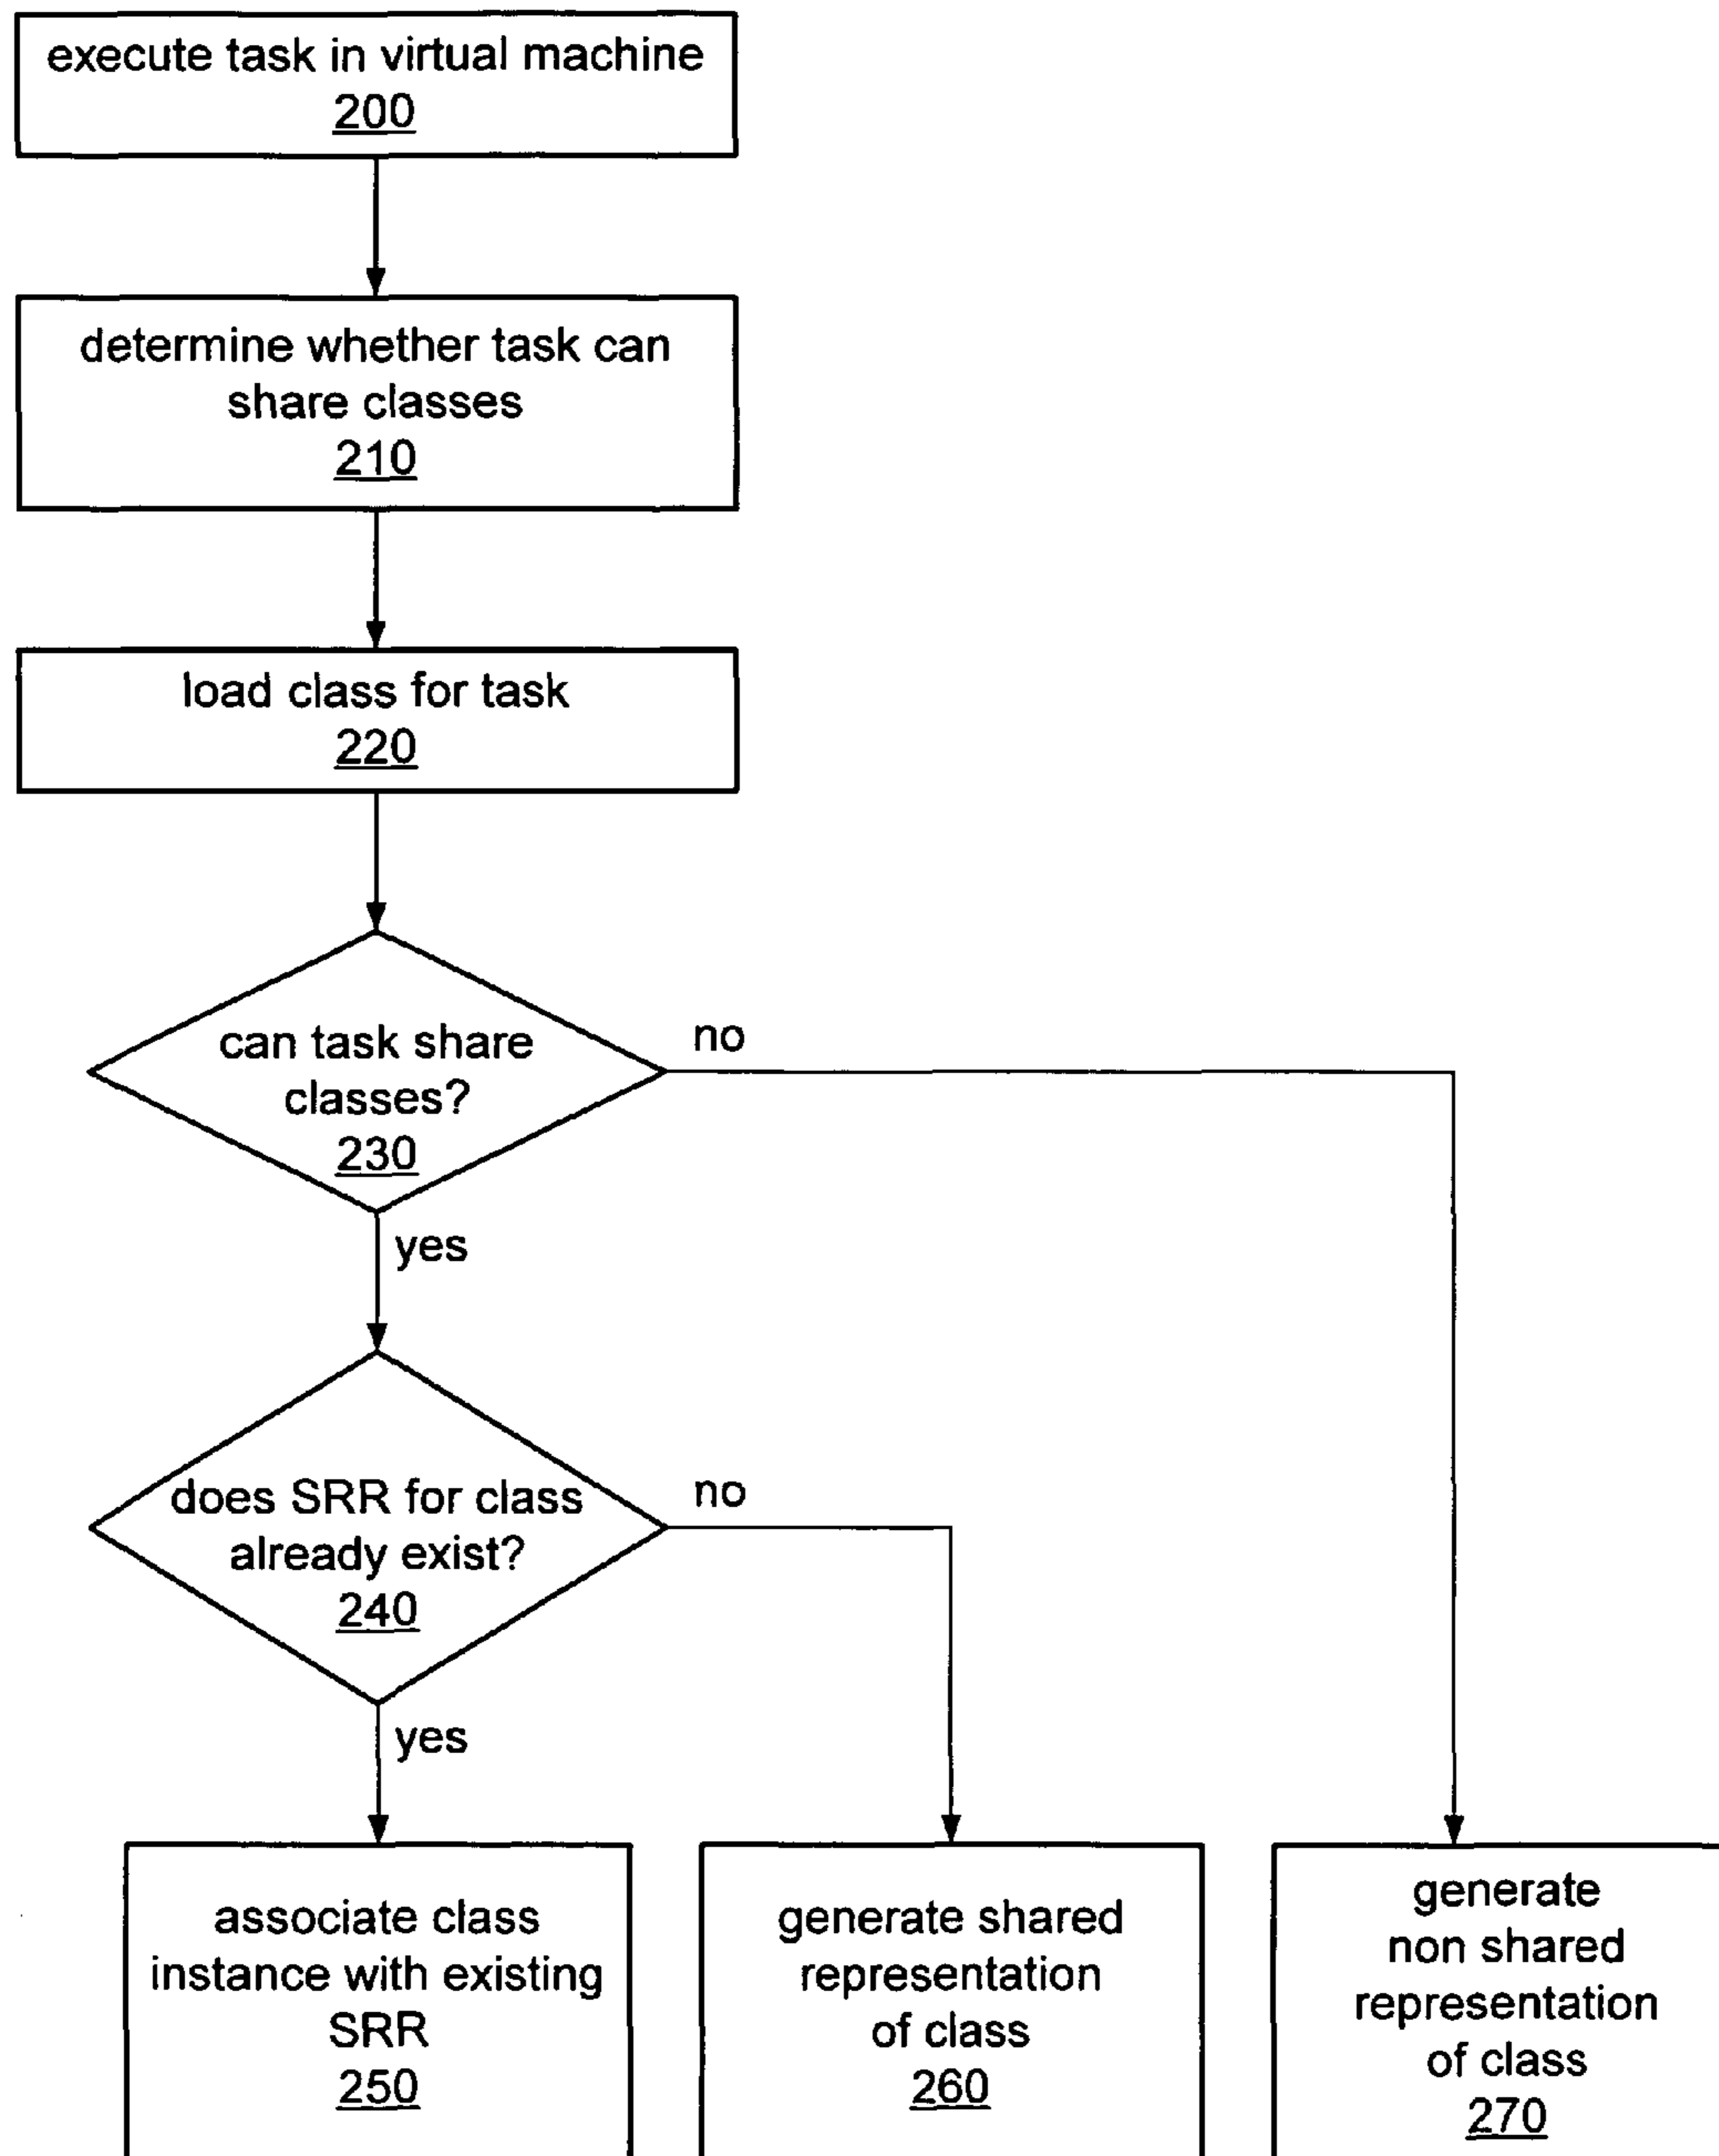 execute task in virtual machine
200
determine whether task can
share classes
210
load class for task
220
can task share
classes?
230
no
yes
does SRR for class
already exist?
240
no
yes
associate class
instance with existing
SRR
250
generate shared
representation
of class
260
generate
non shared
representation
of class
270